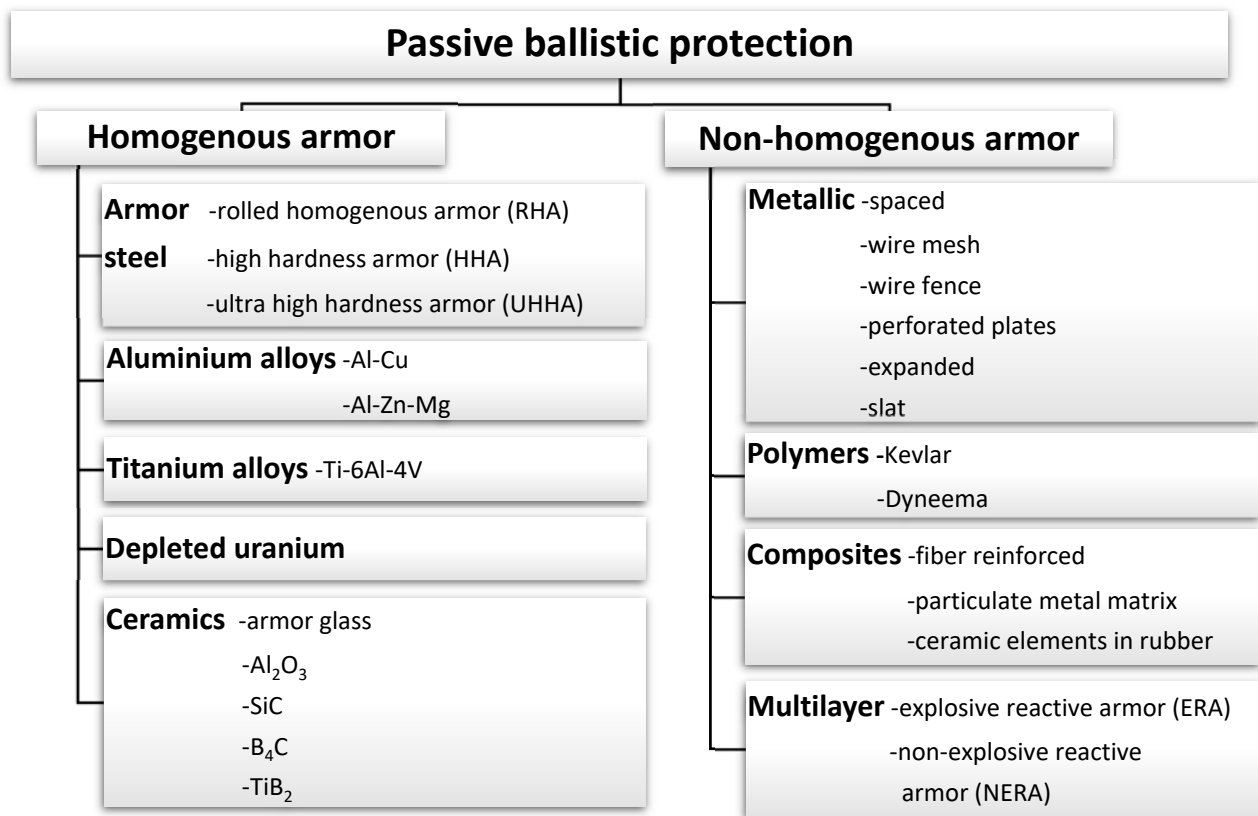 Passive ballistic protection
Homogenous armor
Armor -rolled homogenous armor (RHA)
steel -high hardness armor (HHA)
-ultra high hardness armor (UHHA)
Aluminium alloys -Al-Cu
-Al-Zn-Mg
Titanium alloys -Ti-6Al-4V
Depleted uranium
Ceramics -armor glass
-Al₂O₃
-SiC
-B₄C
-TiB₂
Non-homogenous armor
Metallic -spaced
-wire mesh
-wire fence
-perforated plates
-expanded
-slat
Polymers -Kevlar
-Dyneema
Composites -fiber reinforced
-particulate metal matrix
-ceramic elements in rubber
Multilayer -explosive reactive armor (ERA)
-non-explosive reactive
armor (NERA)